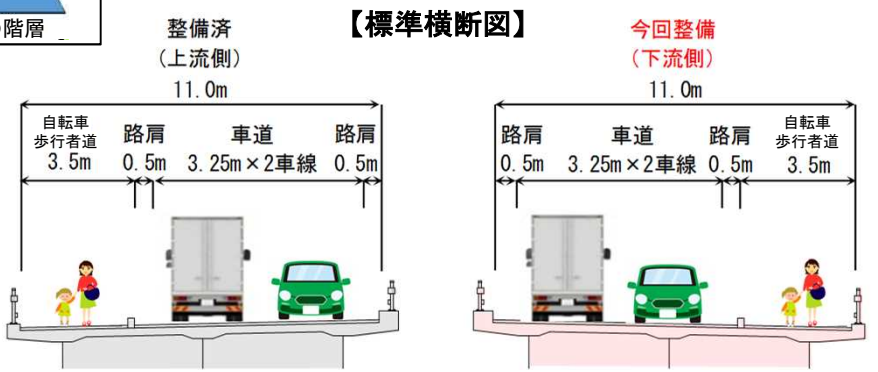 階層
【標準横断図】
整備済
(上流側)
11.0m
自転車
歩行者道
3.5m
路肩
0.5m
車道
3.25m×2車線
路肩
0.5m
今回整備
(下流側)
11.0m
路肩
0.5m
車道
3.25m×2車線
路肩
0.5m
自転車
歩行者道
3.5m